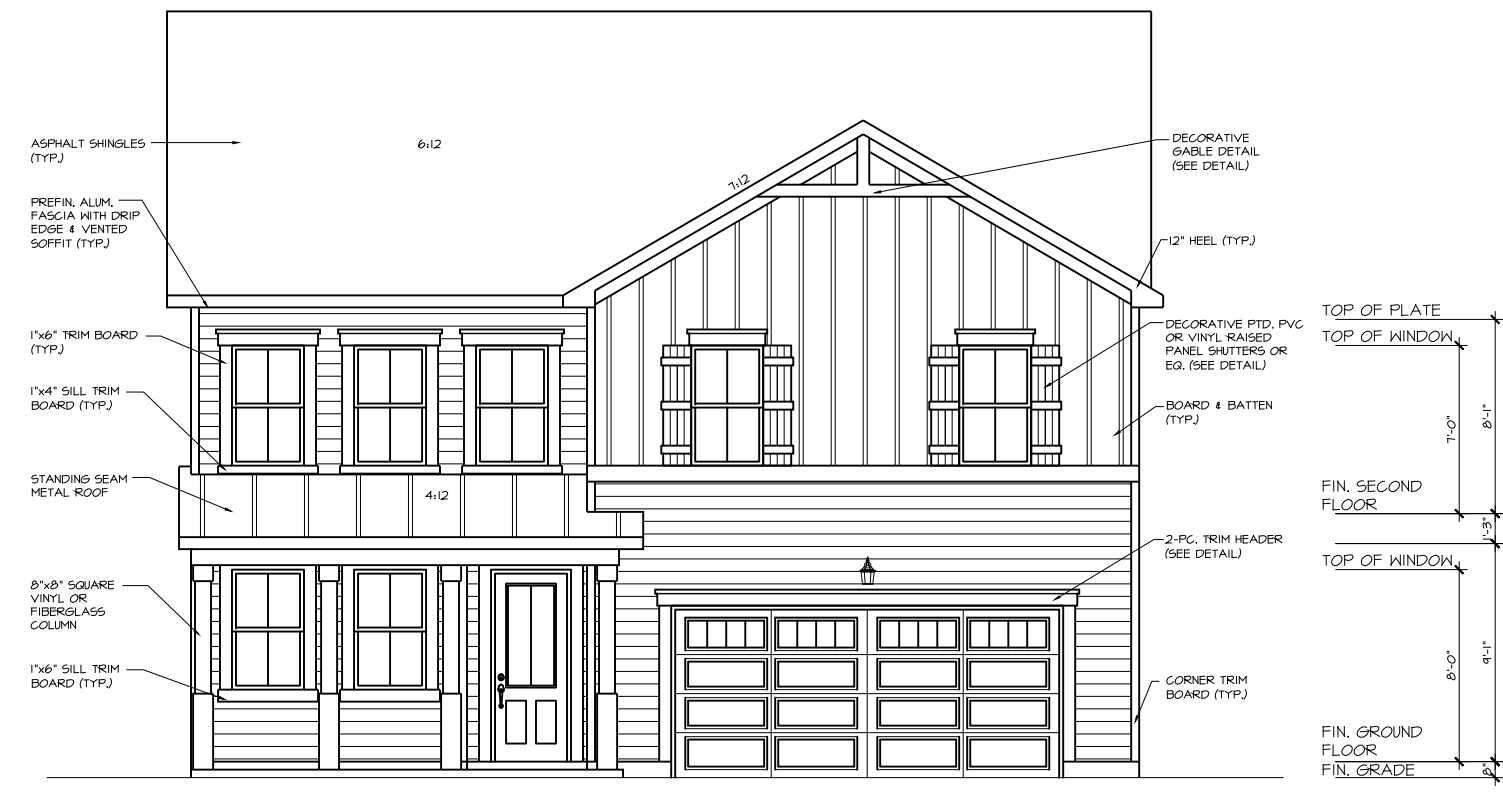 ASPHALT SHINGLES
(TYP.)
6:12
7:12
DECORATIVE
GABLE DETAIL
(SEE DETAIL)
PREFIN. ALUM.
FASCIA WITH DRIP
EDGE & VENTED
SOFFIT (TYP.)
12" HEEL (TYP.)
1"x6" TRIM BOARD
(TYP.)
DECORATIVE PTD. PVC
OR VINYL RAISED
PANEL SHUTTERS OR
EQ. (SEE DETAIL)
1"x4" SILL TRIM
BOARD (TYP.)
BOARD & BATTEN
(TYP.)
STANDING SEAM
METAL ROOF
4:12
2-PC. TRIM HEADER
(SEE DETAIL)
8"x8" SQUARE
VINYL OR
FIBERGLASS
COLUMN
1"x6" SILL TRIM
BOARD (TYP.)
CORNER TRIM
BOARD (TYP.)
TOP OF PLATE
TOP OF WINDOW
7'-0"
8'-1"
FIN. SECOND
FLOOR
1'-3"
TOP OF WINDOW
8'-0"
9'-1"
FIN. GROUND
FLOOR
FIN. GRADE
8"